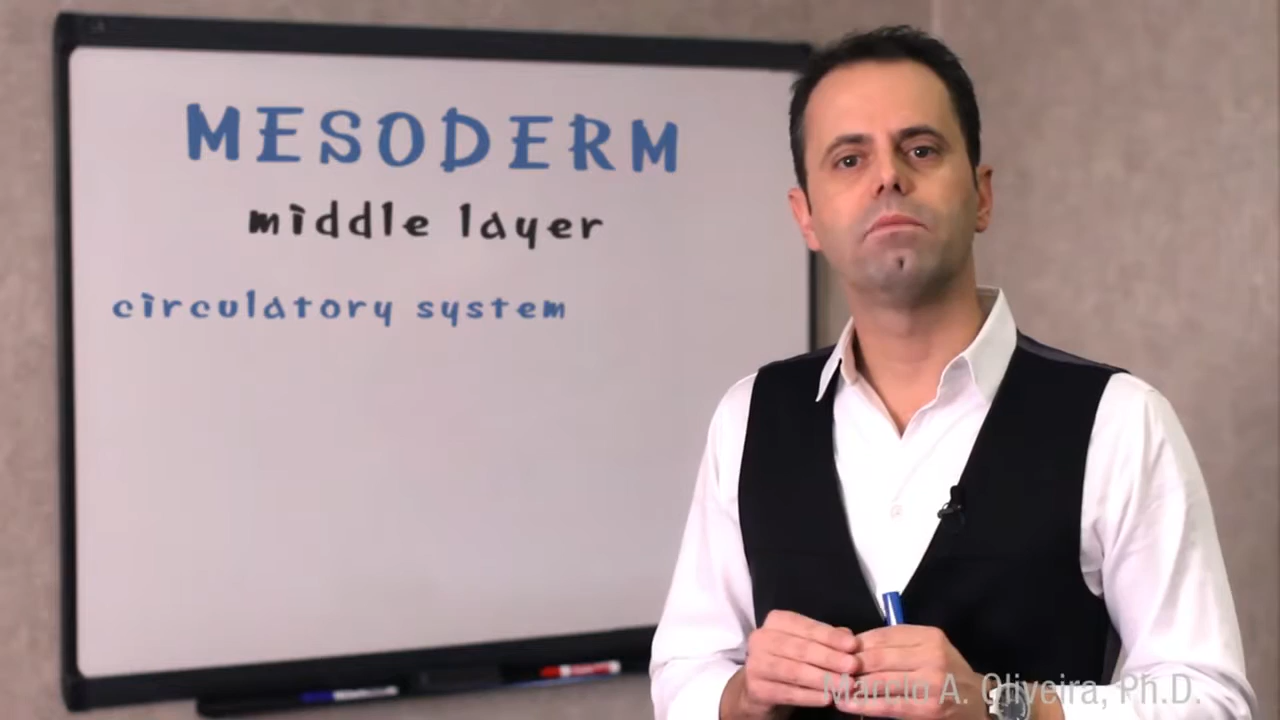 MESODERM
middle layer
circulatory system
Marcio A. Oliveira, Ph.D.